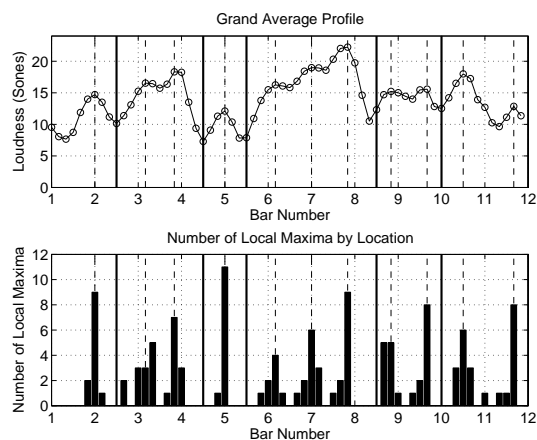 Grand Average Profile
Loudness (Sones)
20
15
10
5
0
1 2 3 4 5 6 7 8 9 10 11 12
Bar Number
Number of Local Maxima by Location
Number of Local Maxima
12
10
8
6
4
2
0
1 2 3 4 5 6 7 8 9 10 11 12
Bar Number